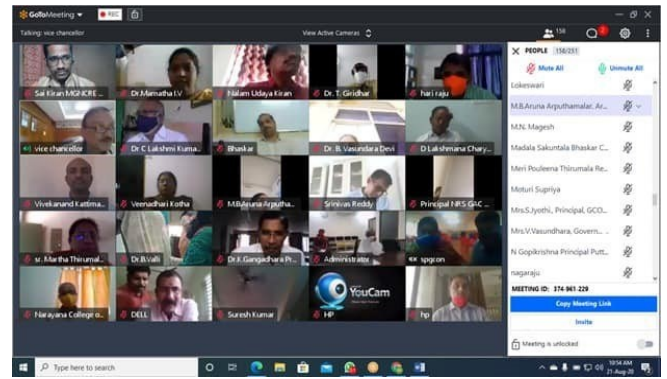 GoToMeeting
REC
Talking: vice chancellor
View Active Cameras
158
Sai Kiran MGNCRE ...
Dr.Mamatha I.V
Nalam Udaya Kiran
Dr. T. Giridhar
hari raju
vice chancellor
Dr C Lakshmi Kuma...
Bhaskar
Dr. B. Vasundara Devi
D Lakshmana Chary...
Vivekanand Kattima...
Veenadhari Kotha
M.B.Aruna Arputha...
Srinivas Reddy
Principal NRS GAC ...
sr. Martha Thirumal...
Dr.B.Valli
Dr.K.Gangadhara Pr...
Administrator
spgcon
Narayana College o...
DELL
Suresh Kumar
YouCam
HP
hp
PEOPLE 158/251
Mute All
Unmute All
Lokeswari
M.B.Aruna Arputhamalar, Ar...
M.N. Magesh
Madala Sakuntala Bhaskar C...
Meri Pouleena Thirumala Re...
Moturi Supriya
Mrs.S.Jyothi, Principal, GCO...
Mrs.V.Vasundhara, Govern...
N Gopikrishna Principal Putt...
nagaraju
MEETING ID: 374-961-229
Copy Meeting Link
Invite
Meeting is unlocked
Type here to search
10:54 AM
21-Aug-20